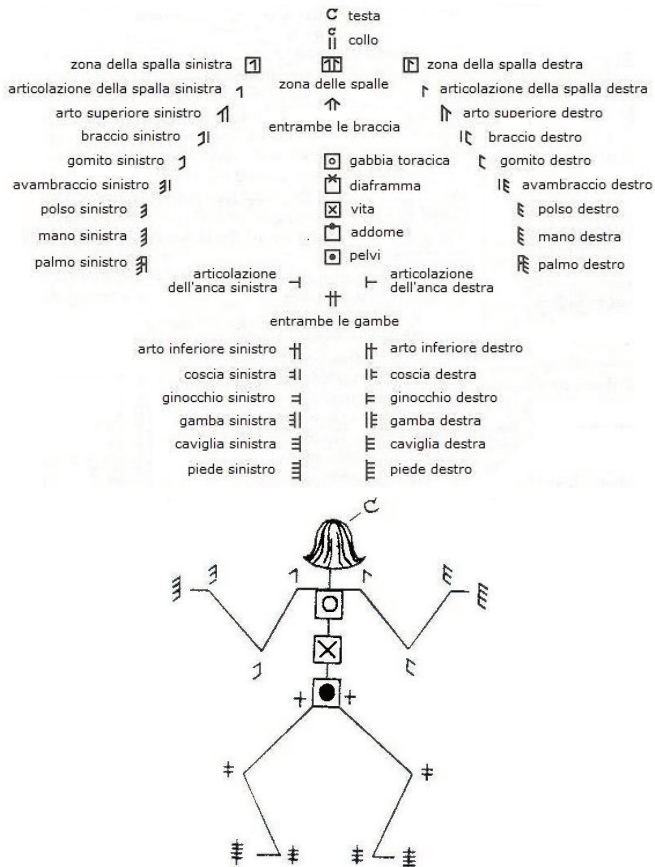 testa
collo
zona della spalla sinistra
zona delle spalle
zona della spalla destra
articolazione della spalla sinistra
articolazione della spalla destra
arto superiore sinistro
entrambe le braccia
arto superiore destro
braccio sinistro
braccio destro
gomito sinistro
gabbia toracica
gomito destro
avambraccio sinistro
diaframma
avambraccio destro
polso sinistro
vita
polso destro
mano sinistra
addome
mano destra
palmo sinistro
pelvi
palmo destro
articolazione
dell'anca sinistra
articolazione
dell'anca destra
entrambe le gambe
arto inferiore sinistro
arto inferiore destro
coscia sinistra
coscia destra
ginocchio sinistro
ginocchio destro
gamba sinistra
gamba destra
caviglia sinistra
caviglia destra
piede sinistro
piede destro